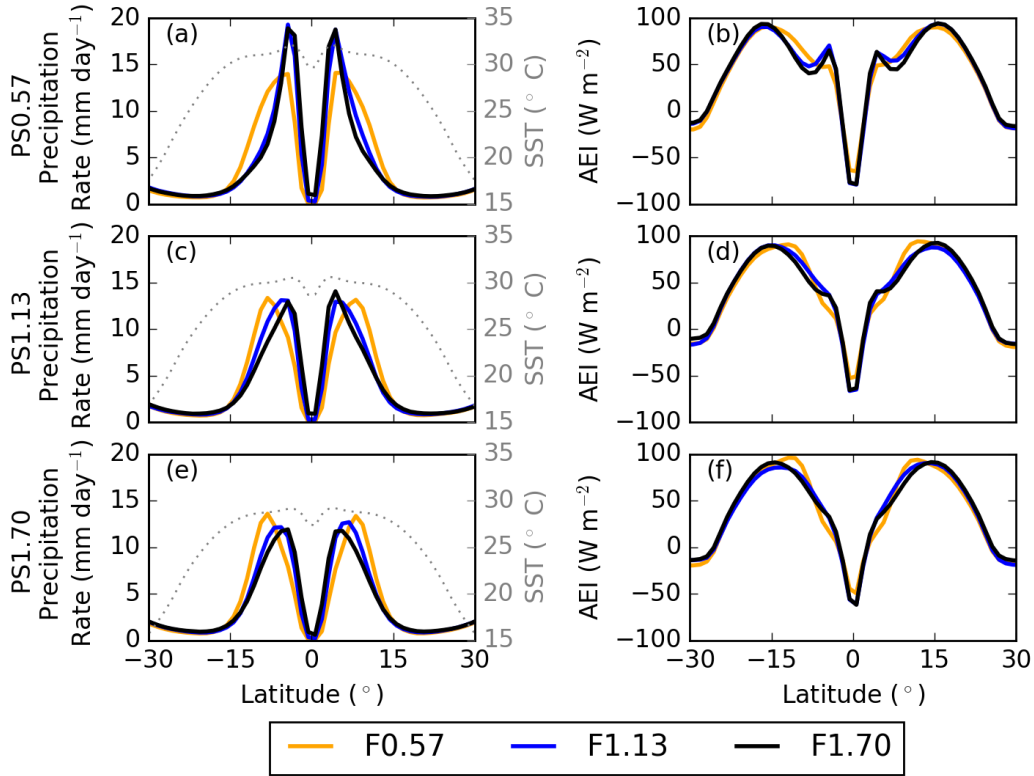 PS0.57
Precipitation
Rate (mm day⁻¹)
20
15
10
5
0
(a)
35
30
25
20
15
SST (° C)
AEI (W m⁻²)
100
50
0
−50
−100
(b)
PS1.13
Precipitation
Rate (mm day⁻¹)
20
15
10
5
0
(c)
35
30
25
20
15
SST (° C)
AEI (W m⁻²)
100
50
0
−50
−100
(d)
PS1.70
Precipitation
Rate (mm day⁻¹)
20
15
10
5
0
(e)
35
30
25
20
15
SST (° C)
AEI (W m⁻²)
100
50
0
−50
−100
(f)
−30 −15 0 15 30
−30 −15 0 15 30
Latitude (°)
Latitude (°)
F0.57 F1.13 F1.70